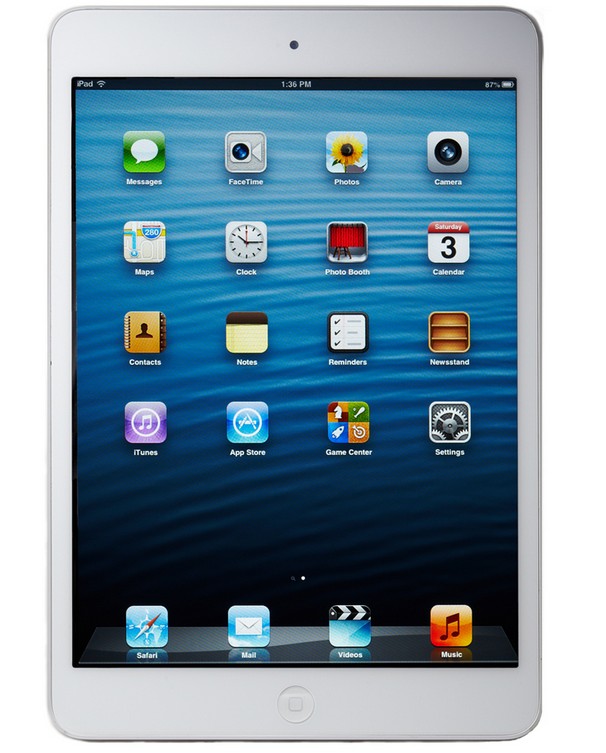 iPad 1:36 PM 87%
Messages FaceTime Photos Camera
280
Saturday
3
Maps Clock Photo Booth Calendar
Contacts Notes Reminders Newsstand
iTunes App Store Game Center Settings
Safari Mail Videos Music